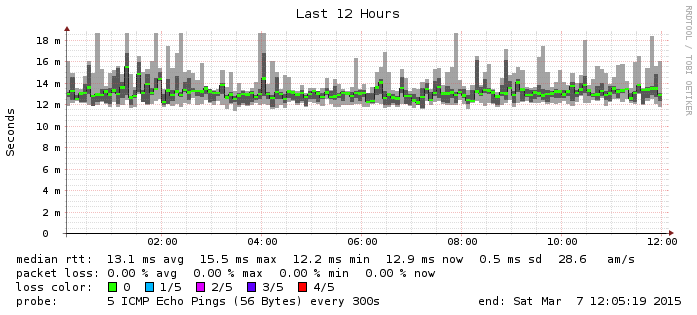 Last 12 Hours
RRDTOOL / TOBI OETIKER
Seconds
18 m
16 m
14 m
12 m
10 m
8 m
6 m
4 m
2 m
0
02:00 04:00 06:00 08:00 10:00 12:00
median rtt: 13.1 ms avg 15.5 ms max 12.2 ms min 12.9 ms now 0.5 ms sd 28.6 am/s
packet loss: 0.00 % avg 0.00 % max 0.00 % min 0.00 % now
loss color: 0 1/5 2/5 3/5 4/5
probe: 5 ICMP Echo Pings (56 Bytes) every 300s end: Sat Mar 7 12:05:19 2015